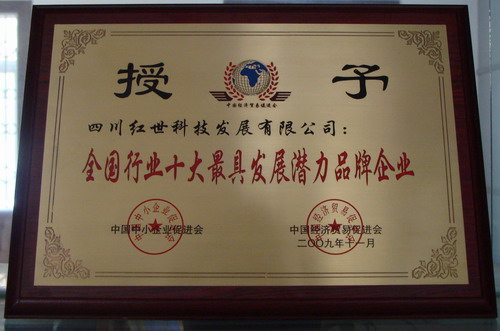 授 予
四川红世科技发展有限公司：
全国行业十大最具发展潜力品牌企业
中国中小企业促进会
中国经济贸易促进会
二〇〇九年十一月